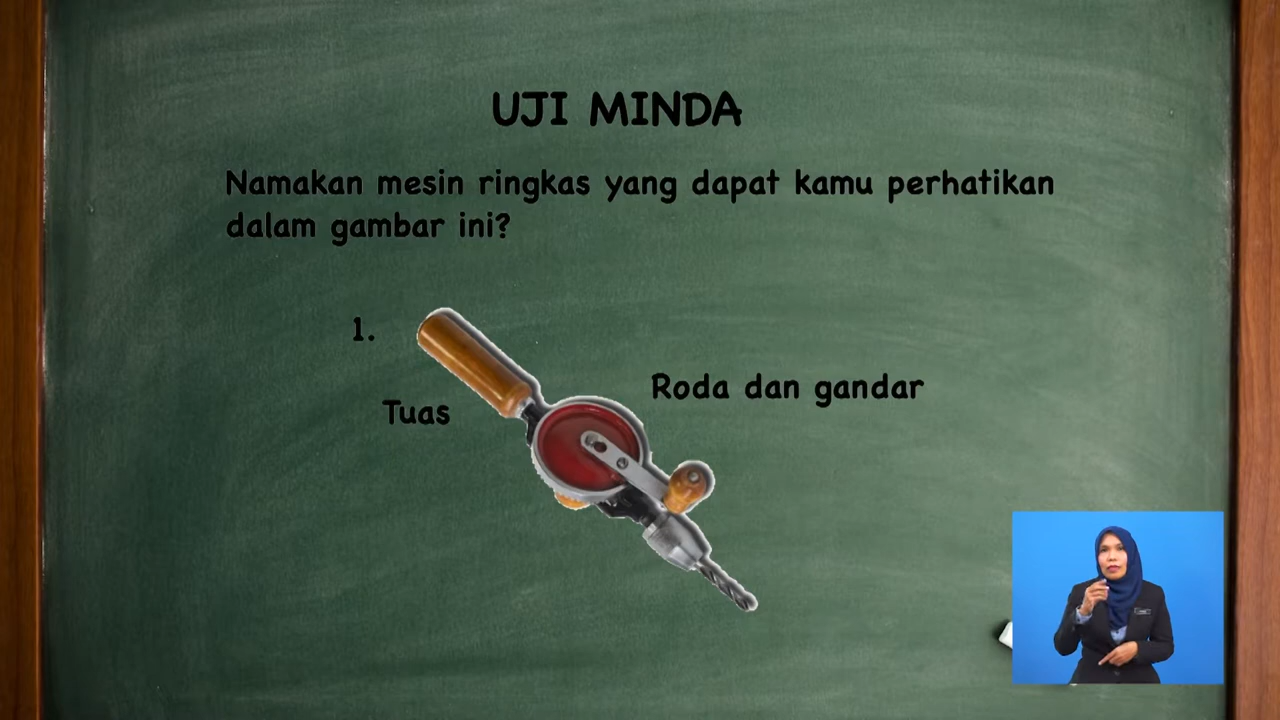 UJI MINDA
Namakan mesin ringkas yang dapat kamu perhatikan
dalam gambar ini?
1.
Roda dan gandar
Tuas